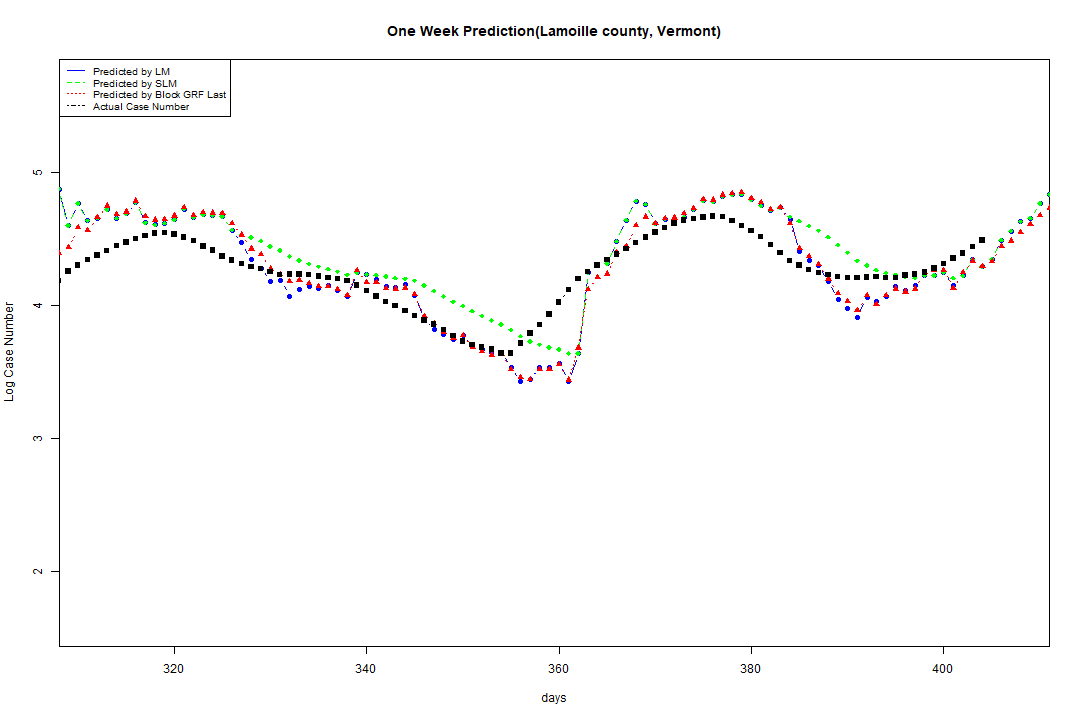 One Week Prediction(Lamoille county, Vermont)
Predicted by LM
Predicted by SLM
Predicted by Block GRF Last
Actual Case Number
5
4
3
2
Log Case Number
320 340 360 380 400
days